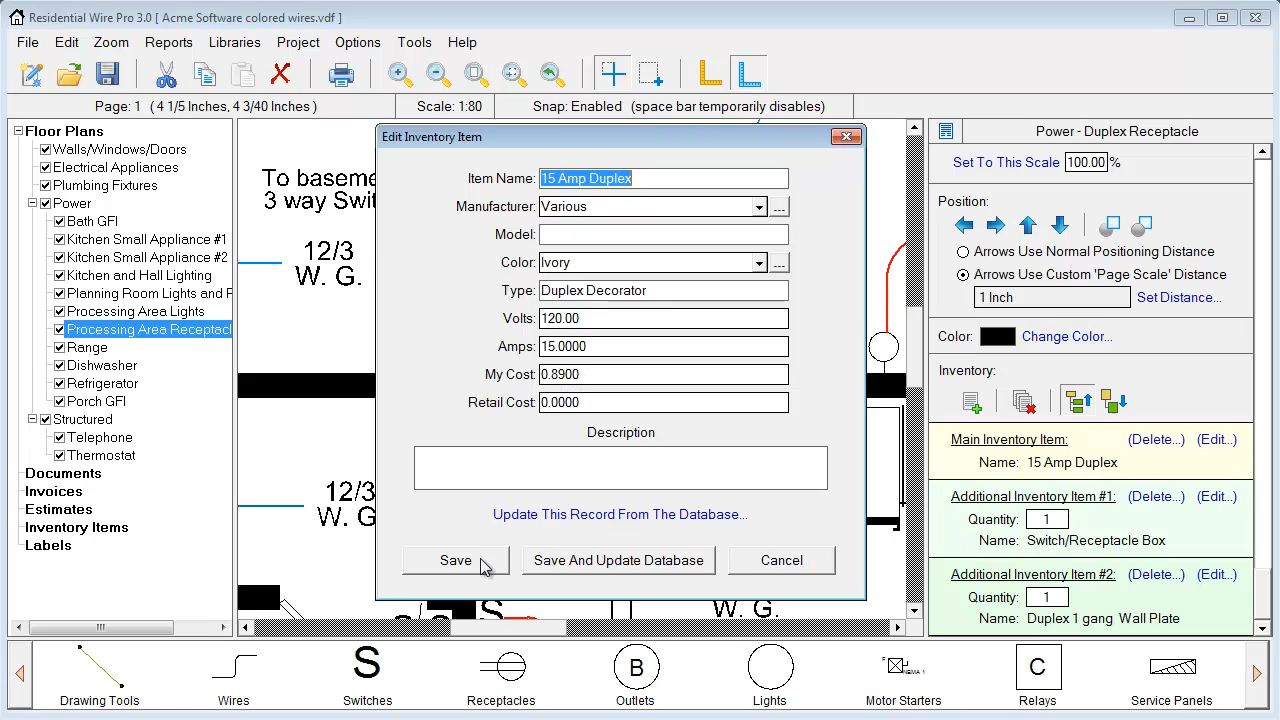 Residential Wire Pro 3.0 [ Acme Software colored wires.vdf ]
File Edit Zoom Reports Libraries Project Options Tools Help
Page: 1 ( 4 1/5 Inches, 4 3/40 Inches )
Scale: 1:80
Snap: Enabled (space bar temporarily disables)
Floor Plans
Walls/Windows/Doors
Electrical Appliances
Plumbing Fixtures
Power
Bath GFI
Kitchen Small Appliance #1
Kitchen Small Appliance #2
Kitchen and Hall Lighting
Planning Room Lights and
Processing Area Lights
Processing Area
Range
Dishwasher
Refrigerator
Porch GFI
Structured
Telephone
Thermostat
Documents
Invoices
Estimates
Inventory Items
Labels
To
3 way
12/3
W. G.
12/3
W. G.
S
W. G.
Edit Inventory Item
Item Name: 15 Amp Duplex
Manufacturer: Various ...
Model:
Color: Ivory ...
Type: Duplex Decorator
Volts: 120.00
Amps: 15.0000
My Cost: 0.8900
Retail Cost: 0.0000
Description
Update This Record From The Database...
Save
Save And Update Database
Cancel
Power - Duplex Receptacle
Set To This Scale 100.00 %
Position:
Arrows Use Normal Positioning Distance
Arrows Use Custom 'Page Scale' Distance
1 Inch Set Distance...
Color: Change Color...
Inventory:
Main Inventory Item: (Delete...) (Edit...)
Name: 15 Amp Duplex
Additional Inventory Item #1: (Delete...) (Edit...)
Quantity: 1
Name: Switch/Receptacle Box
Additional Inventory Item #2: (Delete...) (Edit...)
Quantity: 1
Name: Duplex 1 gang Wall Plate
S
B
NEMA 1
C
Drawing Tools
Wires
Switches
Receptacles
Outlets
Lights
Motor Starters
Relays
Service Panels